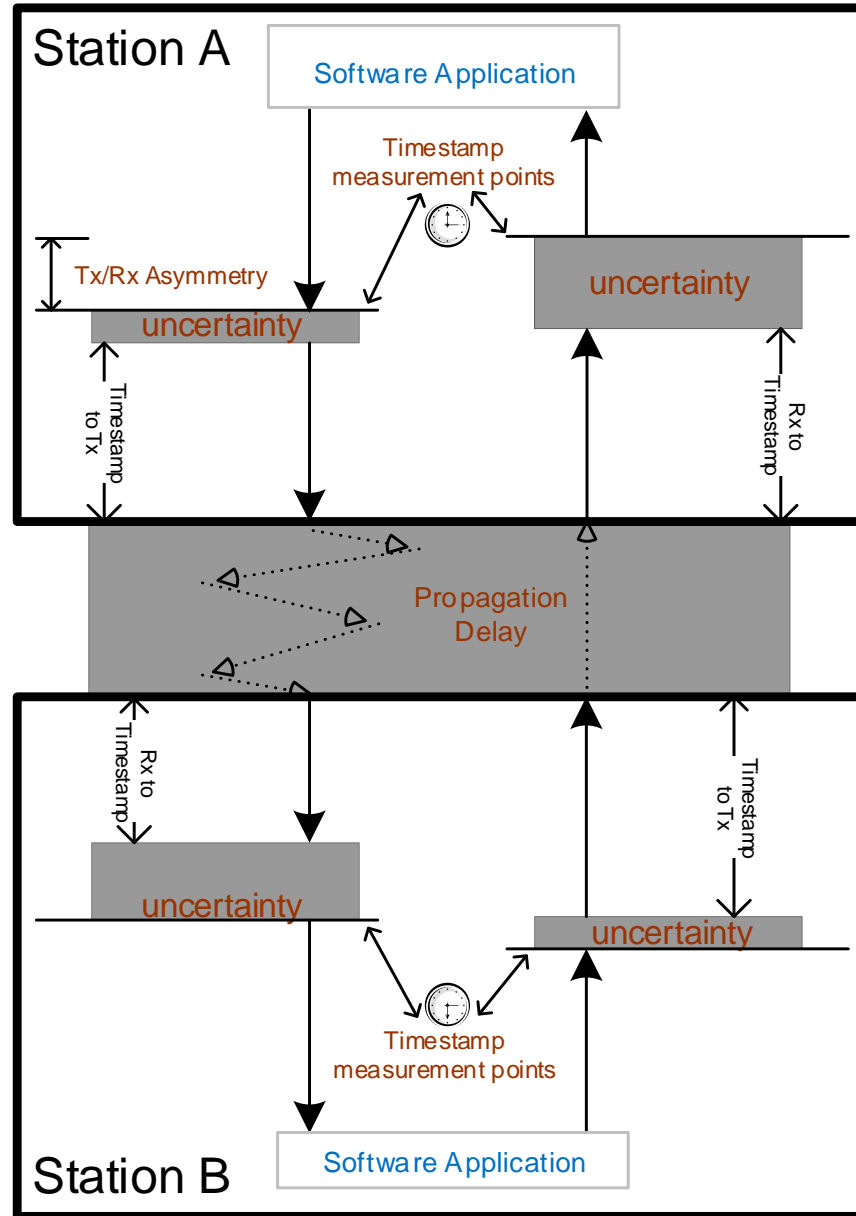 Station A
Software Application
Timestamp
measurement points
Tx/Rx Asymmetry
uncertainty
uncertainty
Timestamp
to Tx
Rx to
Timestamp
Propagation
Delay
Rx to
Timestamp
Timestamp
to Tx
uncertainty
uncertainty
Timestamp
measurement points
Software Application
Station B